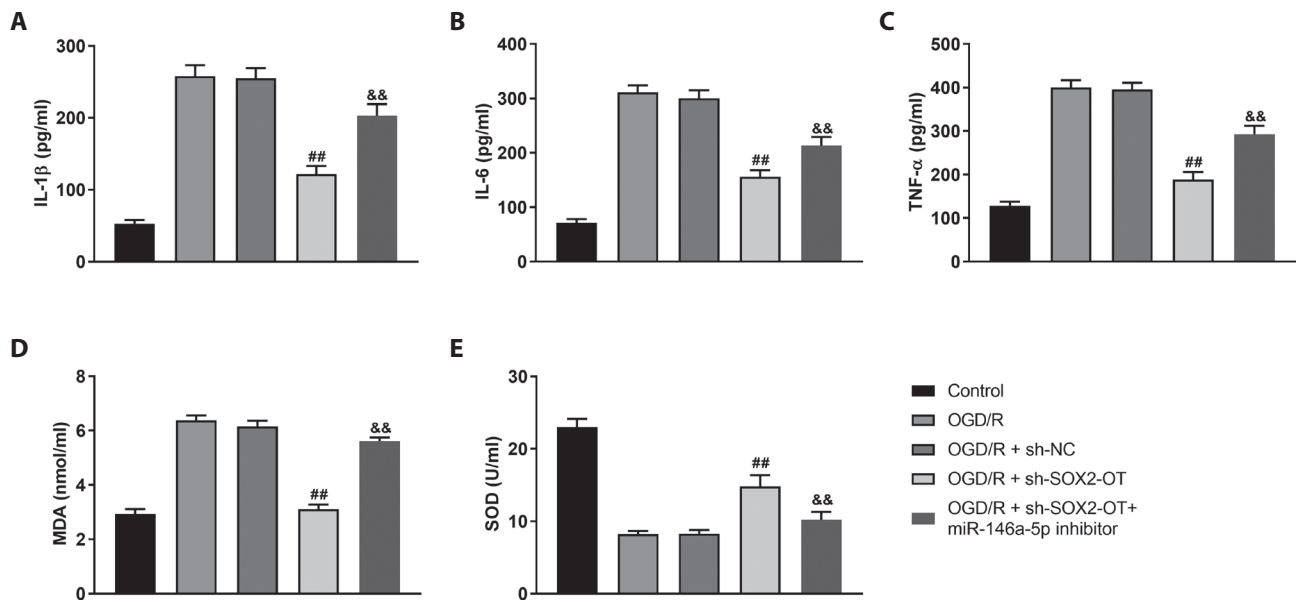 A
IL-1β (pg/ml)
300
200
100
0
##
&&
B
IL-6 (pg/ml)
400
300
200
100
0
##
&&
C
TNF-α (pg/ml)
500
400
300
200
100
0
##
&&
D
MDA (nmol/ml)
8
6
4
2
0
##
&&
E
SOD (U/ml)
30
20
10
0
##
&&
Control
OGD/R
OGD/R + sh-NC
OGD/R + sh-SOX2-OT
OGD/R + sh-SOX2-OT+
miR-146a-5p inhibitor